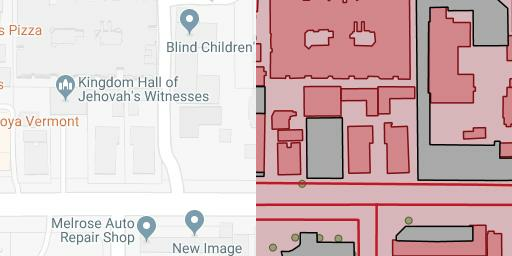 s Pizza
Blind Children'
s
Kingdom Hall of
Jehovah's Witnesses
oya Vermont
Melrose Auto
Repair Shop
New Image